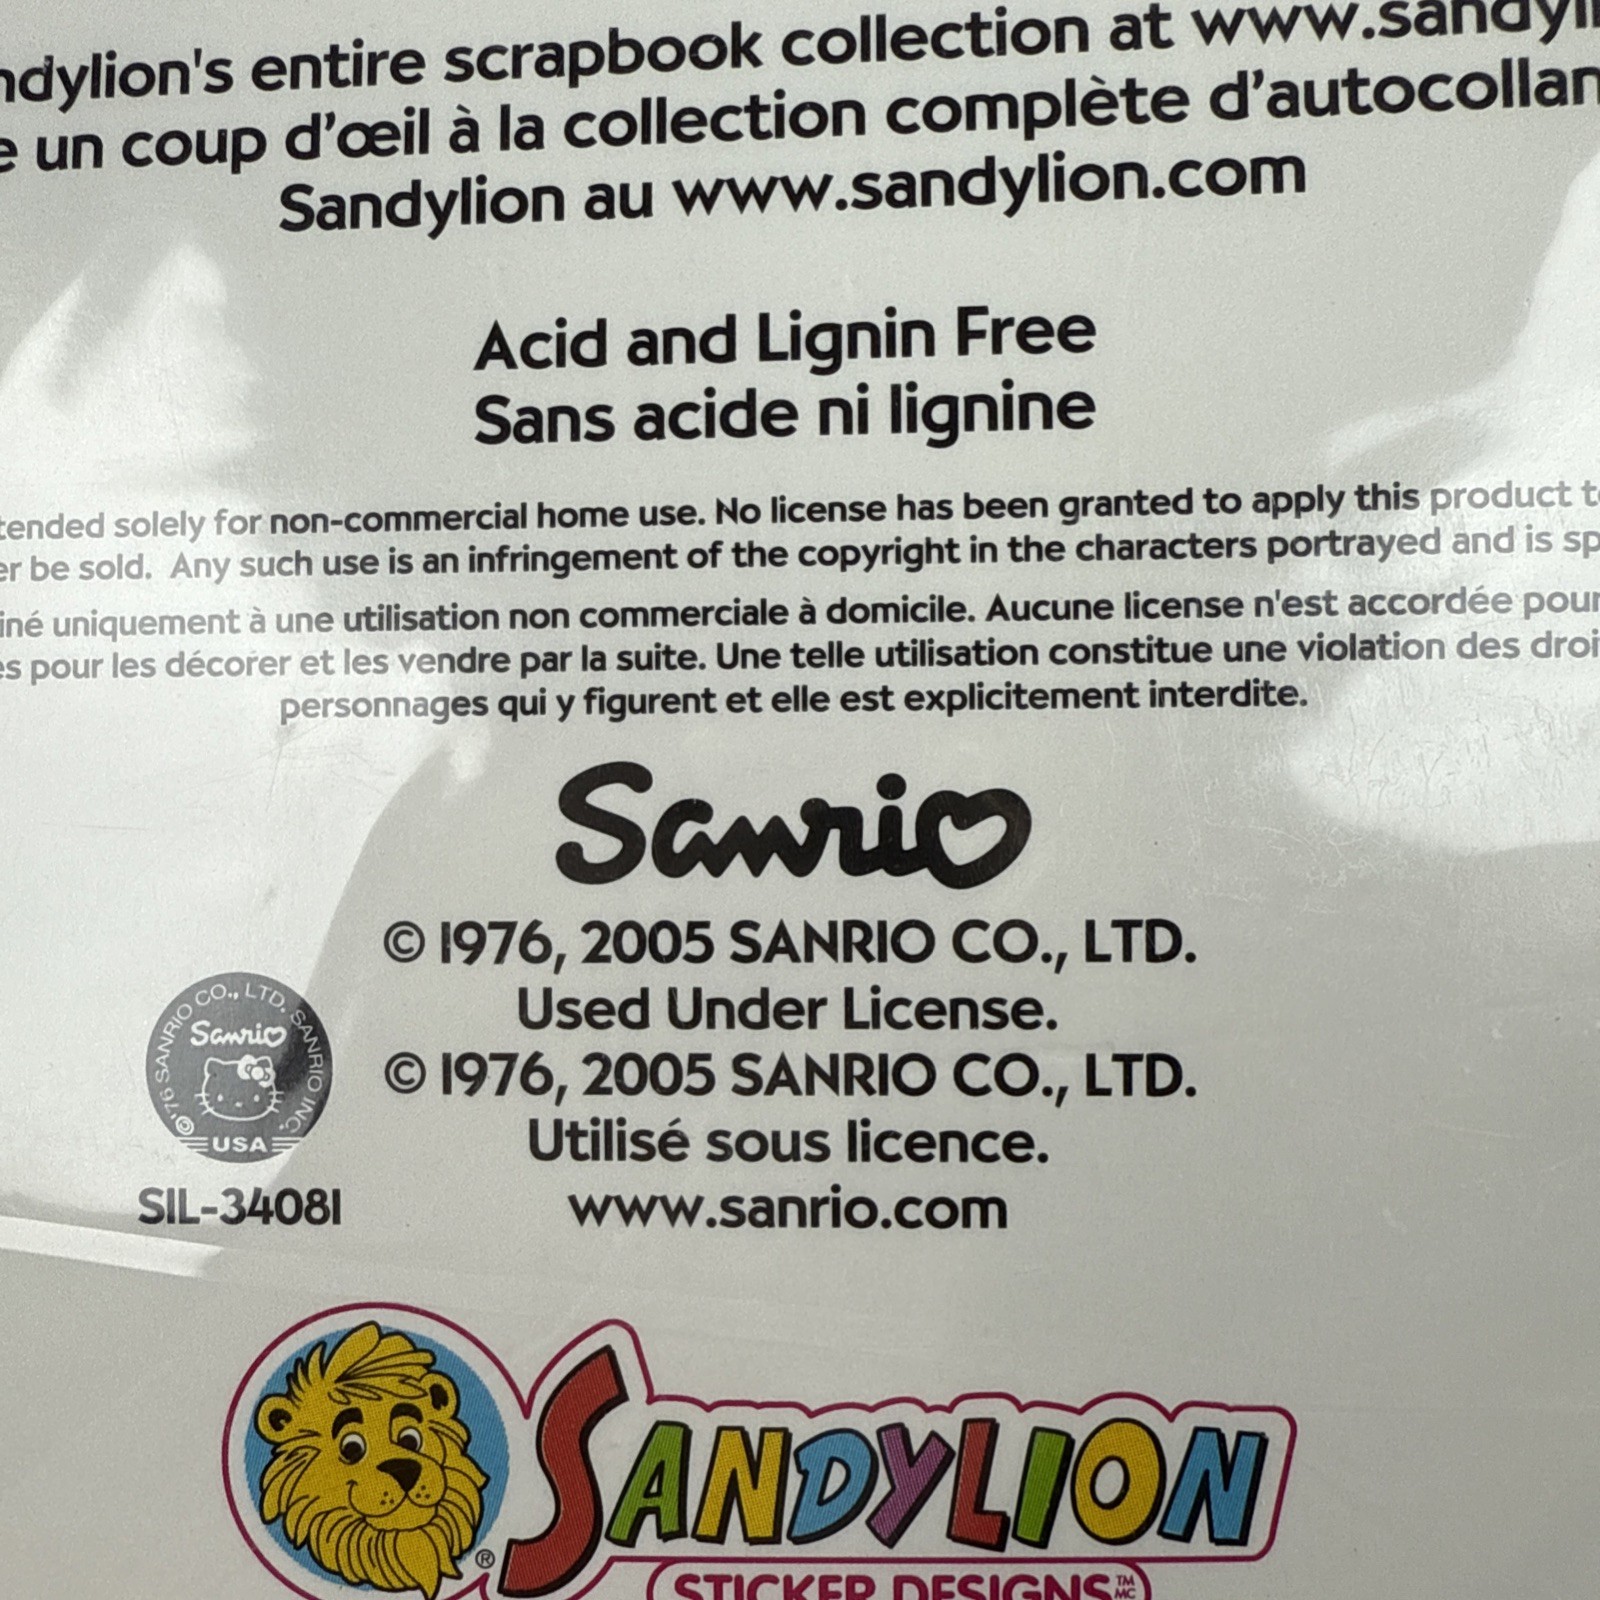 ndylion's entire scrapbook collection at www.sandyli
e un coup d'œil à la collection complète d'autocollan
Sandylion au www.sandylion.com
Acid and Lignin Free
Sans acide ni lignine
tended solely for non-commercial home use. No license has been granted to apply this product t
er be sold. Any such use is an infringement of the copyright in the characters portrayed and is sp
iné uniquement à une utilisation non commerciale à domicile. Aucune license n'est accordée pour
es pour les décorer et les vendre par la suite. Une telle utilisation constitue une violation des droi
personnages qui y figurent et elle est explicitement interdite.
Sanrio
© 1976, 2005 SANRIO CO., LTD.
Used Under License.
© 1976, 2005 SANRIO CO., LTD.
Utilisé sous licence.
www.sanrio.com
©'76 SANRIO CO., LTD. SANRIO INC.
Sanrio
USA
SIL-34081
SANDYLION
®
STICKER DESIGNS TM MC